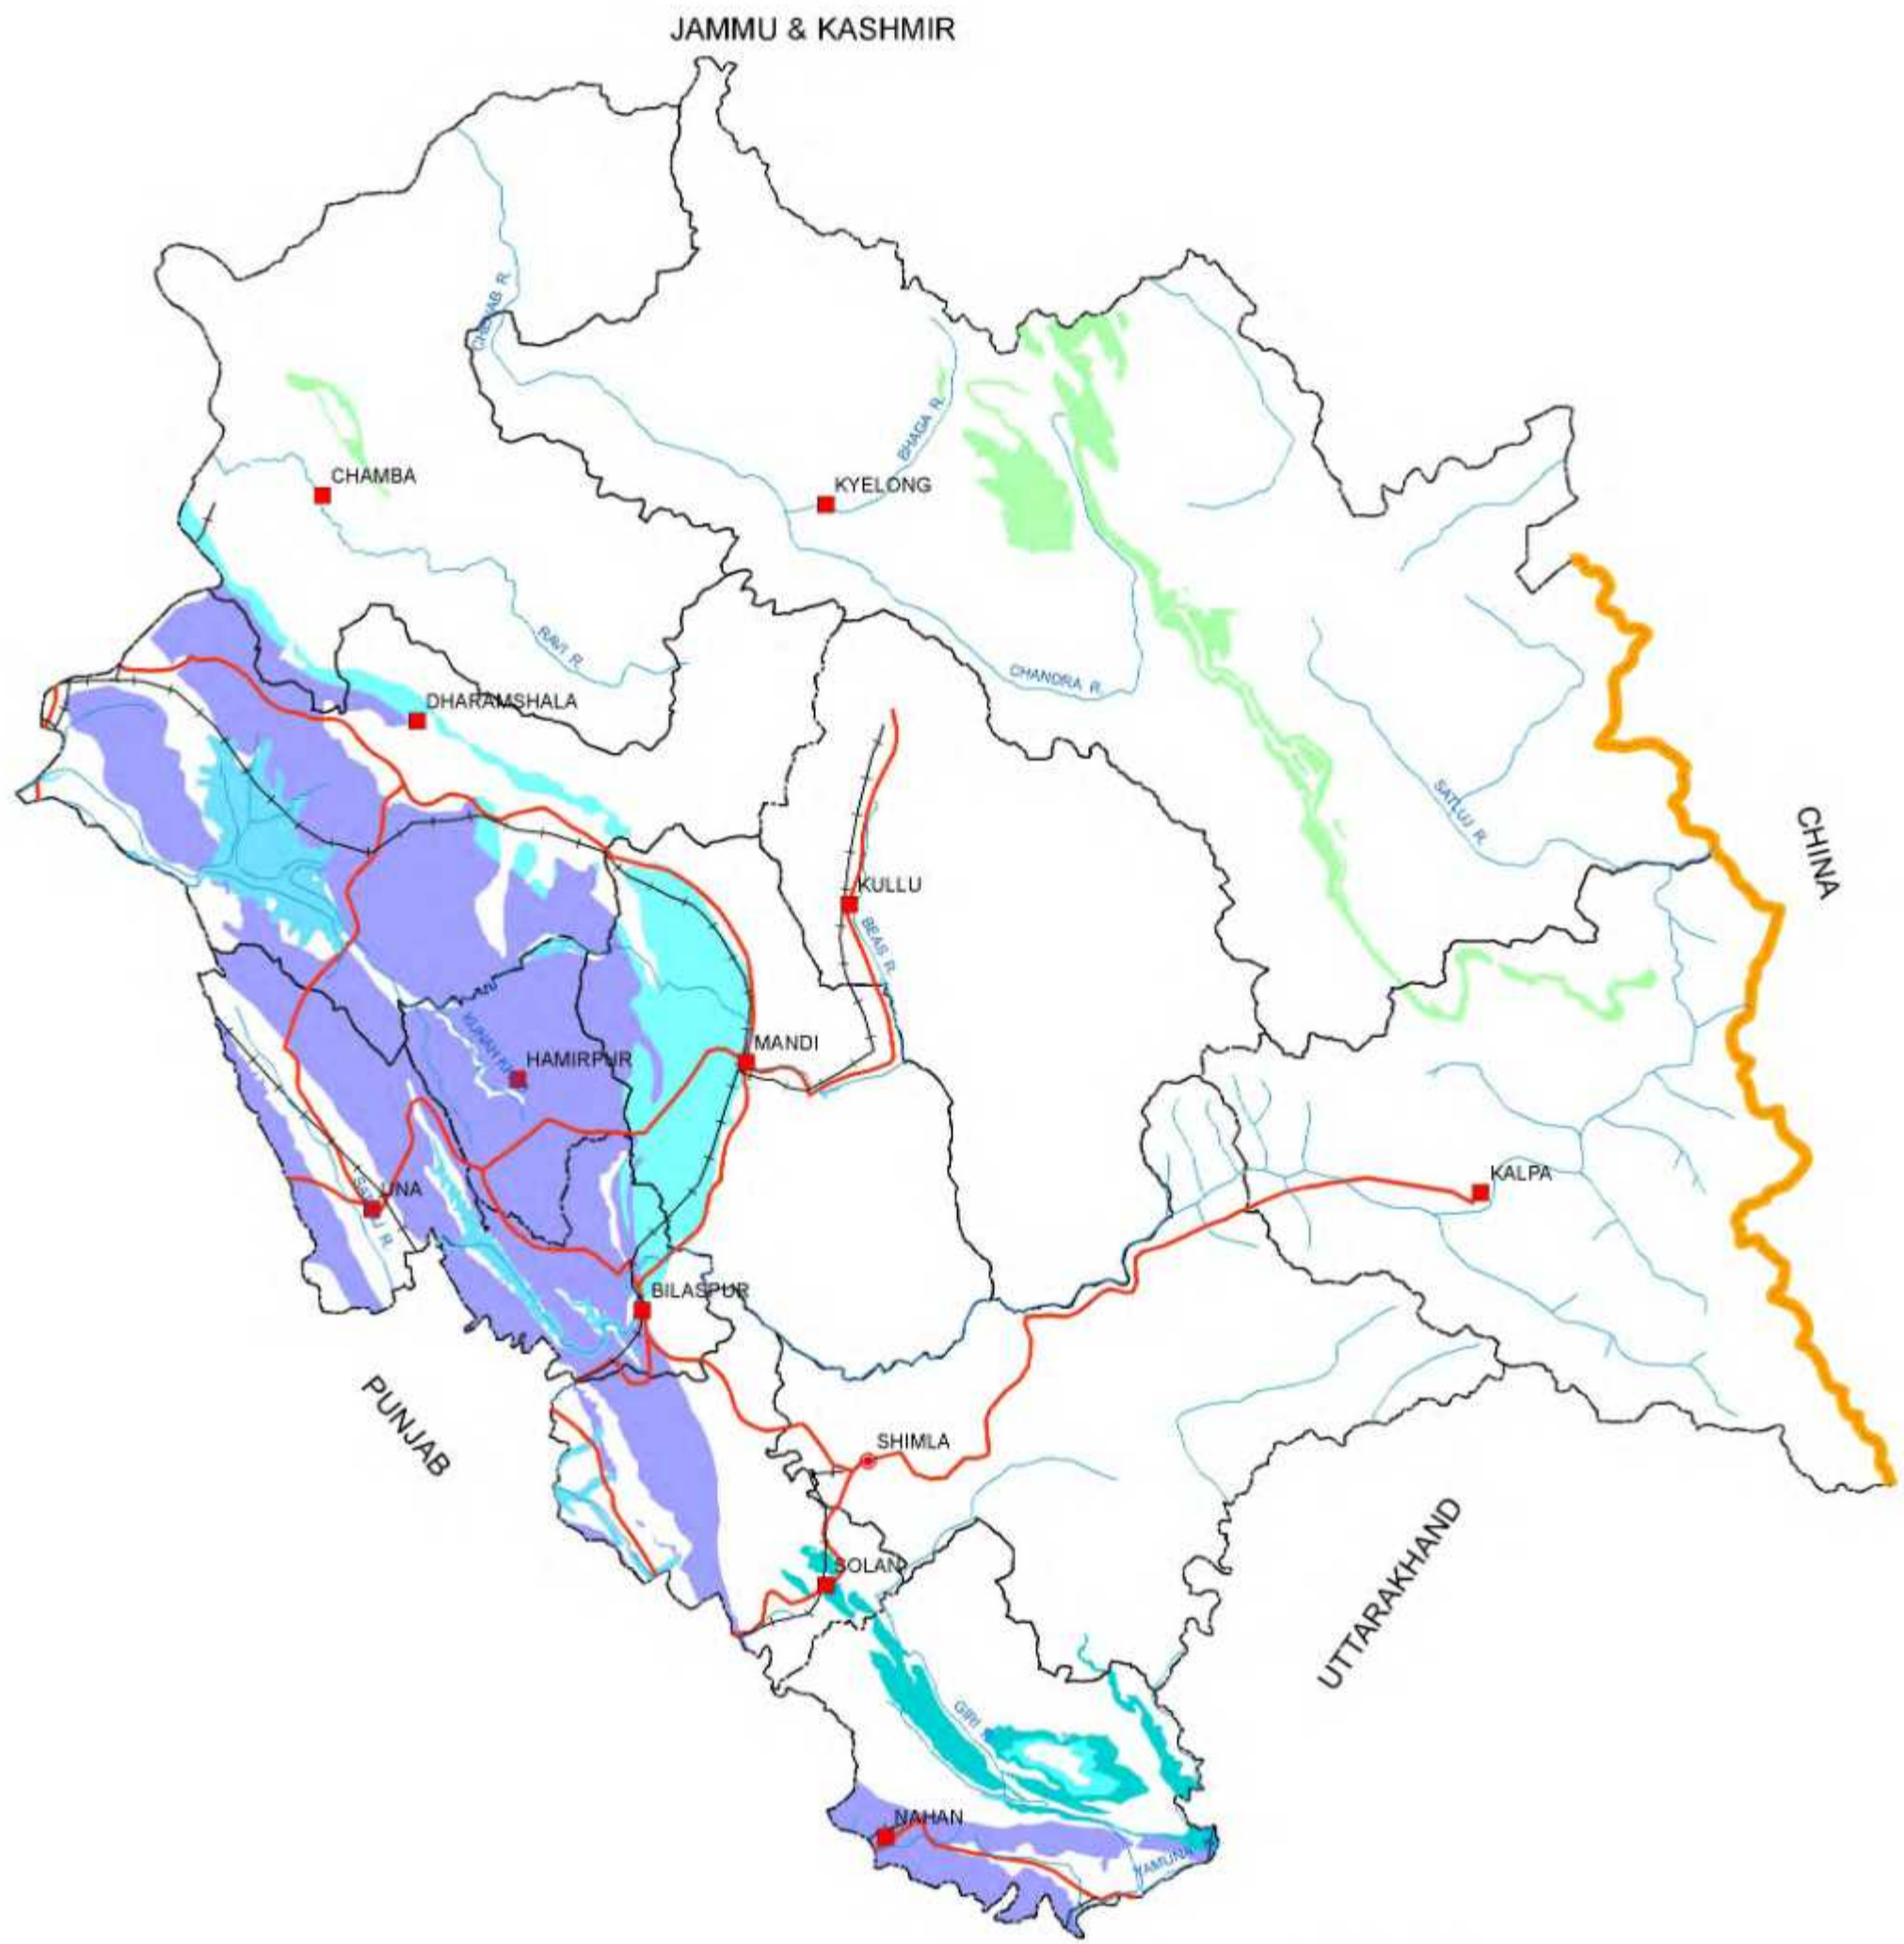 JAMMU & KASHMIR
CHENAB R.
BHAGA R.
CHAMBA
KYELONG
RAVI R.
CHANDRA R.
DHARAMSHALA
SATLUJ R.
CHINA
KULLU
BEAS R.
MANDI
HAMIRPUR
KALPA
UNA
BILASPUR
PUNJAB
SHIMLA
SOLAN
UTTARAKHAND
GIRI
NAHAN
YAMUNA